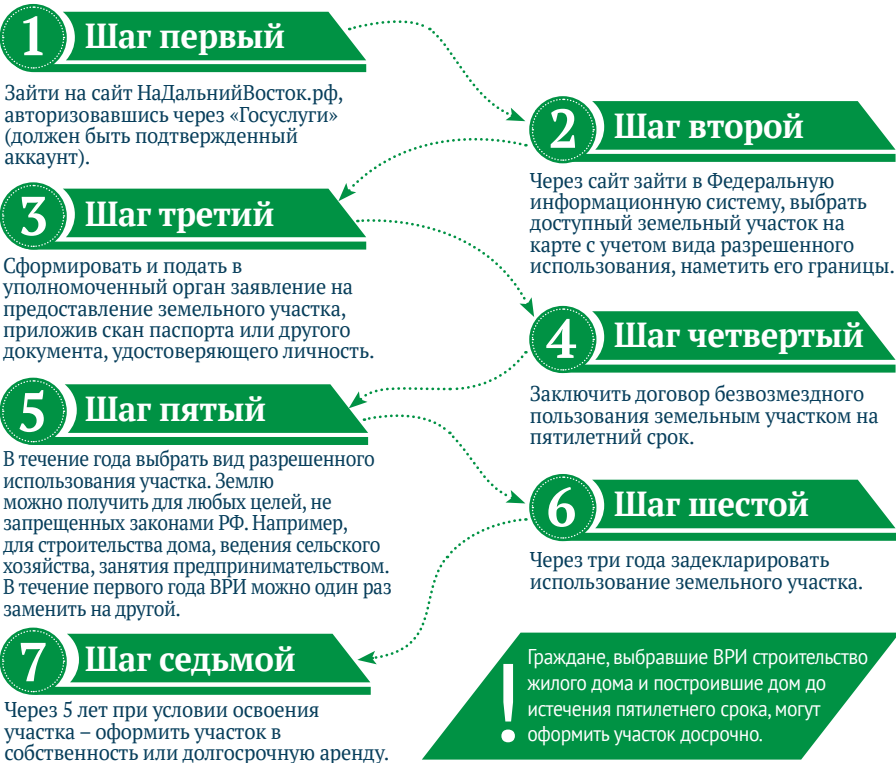 1 Шаг первый
Зайти на сайт НаДальнийВосток.рф,
авторизовавшись через «Госуслуги»
(должен быть подтвержденный
аккаунт).
2 Шаг второй
Через сайт зайти в Федеральную
информационную систему, выбрать
доступный земельный участок на
карте с учетом вида разрешенного
использования, наметить его границы.
3 Шаг третий
Сформировать и подать в
уполномоченный орган заявление на
предоставление земельного участка,
приложив скан паспорта или другого
документа, удостоверяющего личность.
4 Шаг четвертый
Заключить договор безвозмездного
пользования земельным участком на
пятилетний срок.
5 Шаг пятый
В течение года выбрать вид разрешенного
использования участка. Землю
можно получить для любых целей, не
запрещенных законами РФ. Например,
для строительства дома, ведения сельского
хозяйства, занятия предпринимательством.
В течение первого года ВРИ можно один раз
заменить на другой.
6 Шаг шестой
Через три года задекларировать
использование земельного участка.
7 Шаг седьмой
Через 5 лет при условии освоения
участка – оформить участок в
собственность или долгосрочную аренду.
!
Граждане, выбравшие ВРИ строительство
жилого дома и построившие дом до
истечения пятилетнего срока, могут
оформить участок досрочно.